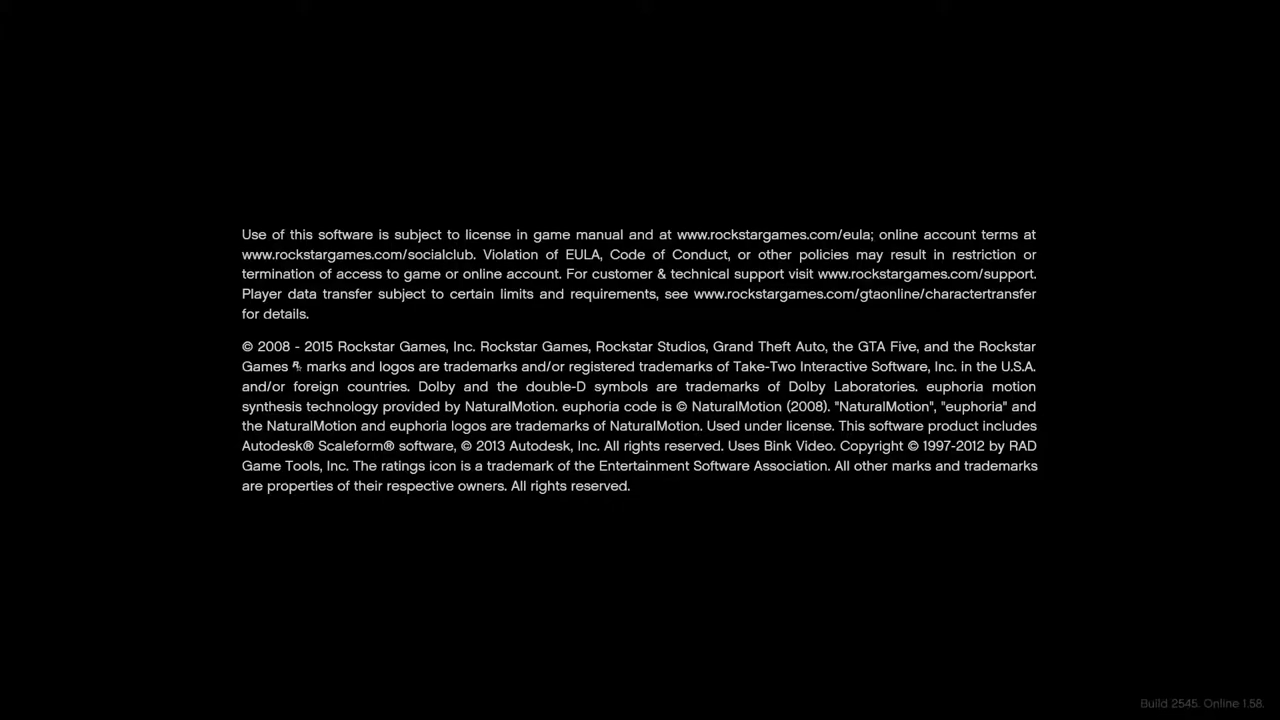 Use of this software is subject to license in game manual and at www.rockstargames.com/eula; online account terms at
www.rockstargames.com/socialclub. Violation of EULA, Code of Conduct, or other policies may result in restriction or
termination of access to game or online account. For customer & technical support visit www.rockstargames.com/support.
Player data transfer subject to certain limits and requirements, see www.rockstargames.com/gtaonline/charactertransfer
for details.
© 2008 - 2015 Rockstar Games, Inc. Rockstar Games, Rockstar Studios, Grand Theft Auto, the GTA Five, and the Rockstar
Games R* marks and logos are trademarks and/or registered trademarks of Take-Two Interactive Software, Inc. in the U.S.A.
and/or foreign countries. Dolby and the double-D symbols are trademarks of Dolby Laboratories. euphoria motion
synthesis technology provided by NaturalMotion. euphoria code is © NaturalMotion (2008). "NaturalMotion", "euphoria" and
the NaturalMotion and euphoria logos are trademarks of NaturalMotion. Used under license. This software product includes
Autodesk® Scaleform® software, © 2013 Autodesk, Inc. All rights reserved. Uses Bink Video. Copyright © 1997-2012 by RAD
Game Tools, Inc. The ratings icon is a trademark of the Entertainment Software Association. All other marks and trademarks
are properties of their respective owners. All rights reserved.
Build 2545. Online 1.58.